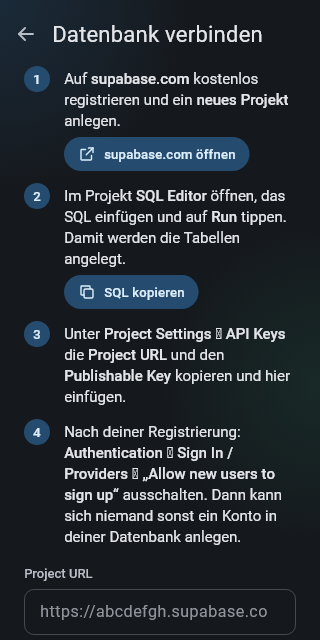 Datenbank verbinden
1
Auf supabase.com kostenlos
registrieren und ein neues Projekt
anlegen.
supabase.com öffnen
2
Im Projekt SQL Editor öffnen, das
SQL einfügen und auf Run tippen.
Damit werden die Tabellen
angelegt.
SQL kopieren
3
Unter Project Settings API Keys
die Project URL und den
Publishable Key kopieren und hier
einfügen.
4
Nach deiner Registrierung:
Authentication Sign In /
Providers „Allow new users to
sign up“ ausschalten. Dann kann
sich niemand sonst ein Konto in
deiner Datenbank anlegen.
Project URL
https://abcdefgh.supabase.co